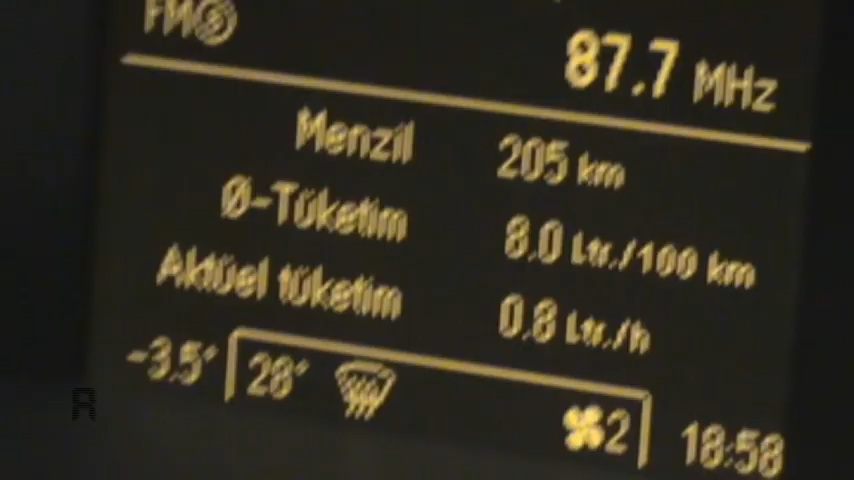 FM
87.7 MHz
Menzil 205 km
Ø-Tüketim 8.0 Ltr./100 km
Aktüel tüketim 0.8 Ltr./h
-3.5° 28° 2 18:58
R